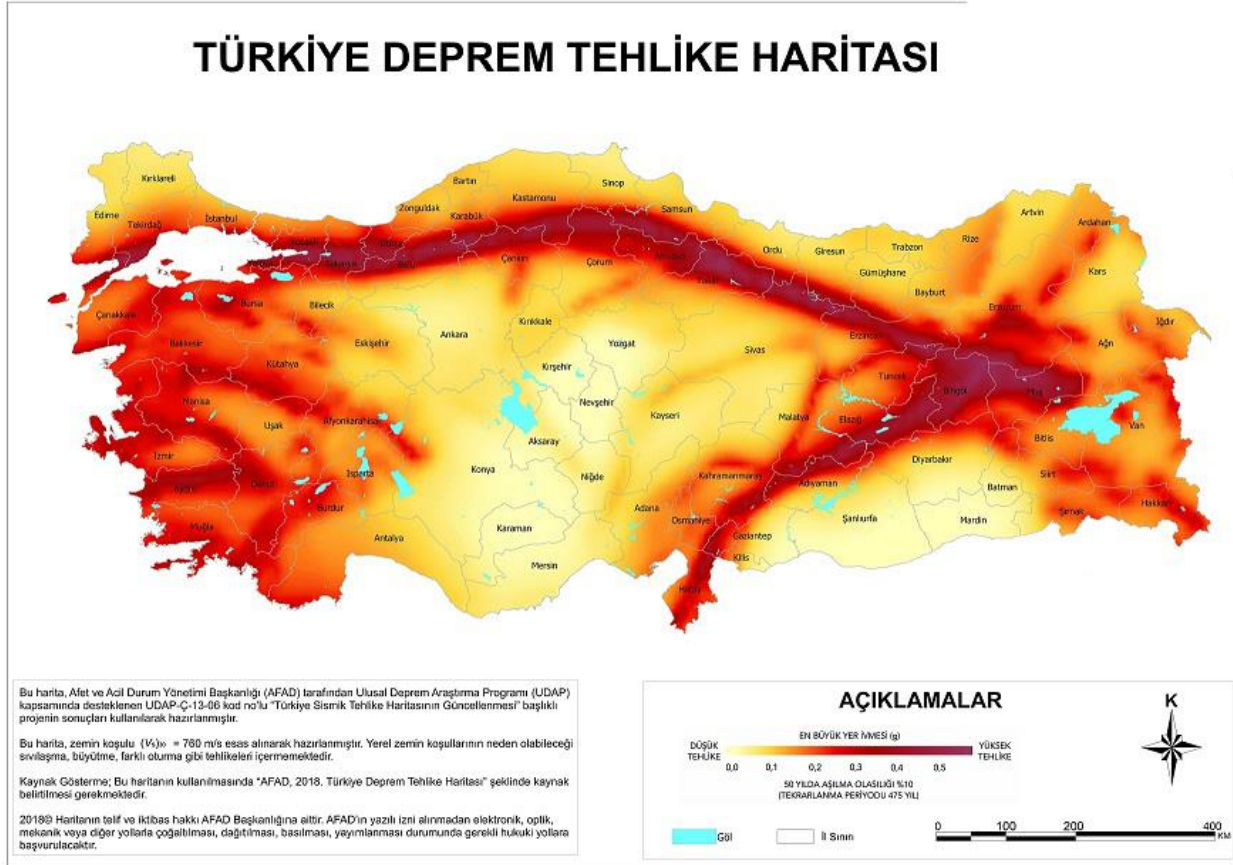 TÜRKİYE DEPREM TEHLİKE HARİTASI
Kırklareli
Edirne
Tekirdağ
İstanbul
Zonguldak
Bartın
Karabük
Kastamonu
Sinop
Samsun
Ordu
Giresun
Trabzon
Rize
Artvin
Ardahan
Kars
Gümüşhane
Bayburt
Erzurum
Iğdır
Ağrı
Çanakkale
Bursa
Bilecik
Eskişehir
Ankara
Çankırı
Çorum
Kırıkkale
Yozgat
Sivas
Erzincan
Tunceli
Bingöl
Muş
Balıkesir
Kütahya
Kırşehir
Nevşehir
Kayseri
Malatya
Elazığ
Bitlis
Van
Manisa
Uşak
Afyonkarahisar
Aksaray
Konya
Niğde
Kahramanmaraş
Adıyaman
Diyarbakır
Batman
Siirt
İzmir
Aydın
Denizli
Isparta
Burdur
Muğla
Antalya
Karaman
Mersin
Adana
Osmaniye
Gaziantep
Kilis
Hatay
Şanlıurfa
Mardin
Şırnak
Hakkari
Bu harita, Afet ve Acil Durum Yönetimi Başkanlığı (AFAD) tarafından Ulusal Deprem Araştırma Programı (UDAP)
kapsamında desteklenen UDAP-Ç-13-06 kod no'lu "Türkiye Sismik Tehlike Haritasının Güncellenmesi" başlıklı
projenin sonuçları kullanılarak hazırlanmıştır.
Bu harita, zemin koşulu (Vs)30 = 760 m/s esas alınarak hazırlanmıştır. Yerel zemin koşullarının neden olabileceği
sıvılaşma, büyütme, farklı oturma gibi tehlikeleri içermemektedir.
Kaynak Gösterme; Bu haritanın kullanılmasında "AFAD, 2018. Türkiye Deprem Tehlike Haritası" şeklinde kaynak
belirtilmesi gerekmektedir.
2018© Haritanın telif ve iktibas hakkı AFAD Başkanlığına aittir. AFAD'ın yazılı izni alınmadan elektronik, optik,
mekanik veya diğer yollarla çoğaltılması, dağıtılması, basılması, yayımlanması durumunda gerekli hukuki yollara
başvurulacaktır.
AÇIKLAMALAR
EN BÜYÜK YER İVMESİ (g)
DÜŞÜK
TEHLİKE
YÜKSEK
TEHLİKE
0,0 0,1 0,2 0,3 0,4 0,5
50 YILDA AŞILMA OLASILIĞI %10
(TEKRARLANMA PERİYODU 475 YIL)
Göl
İl Sınırı
K
0 100 200 400
KM